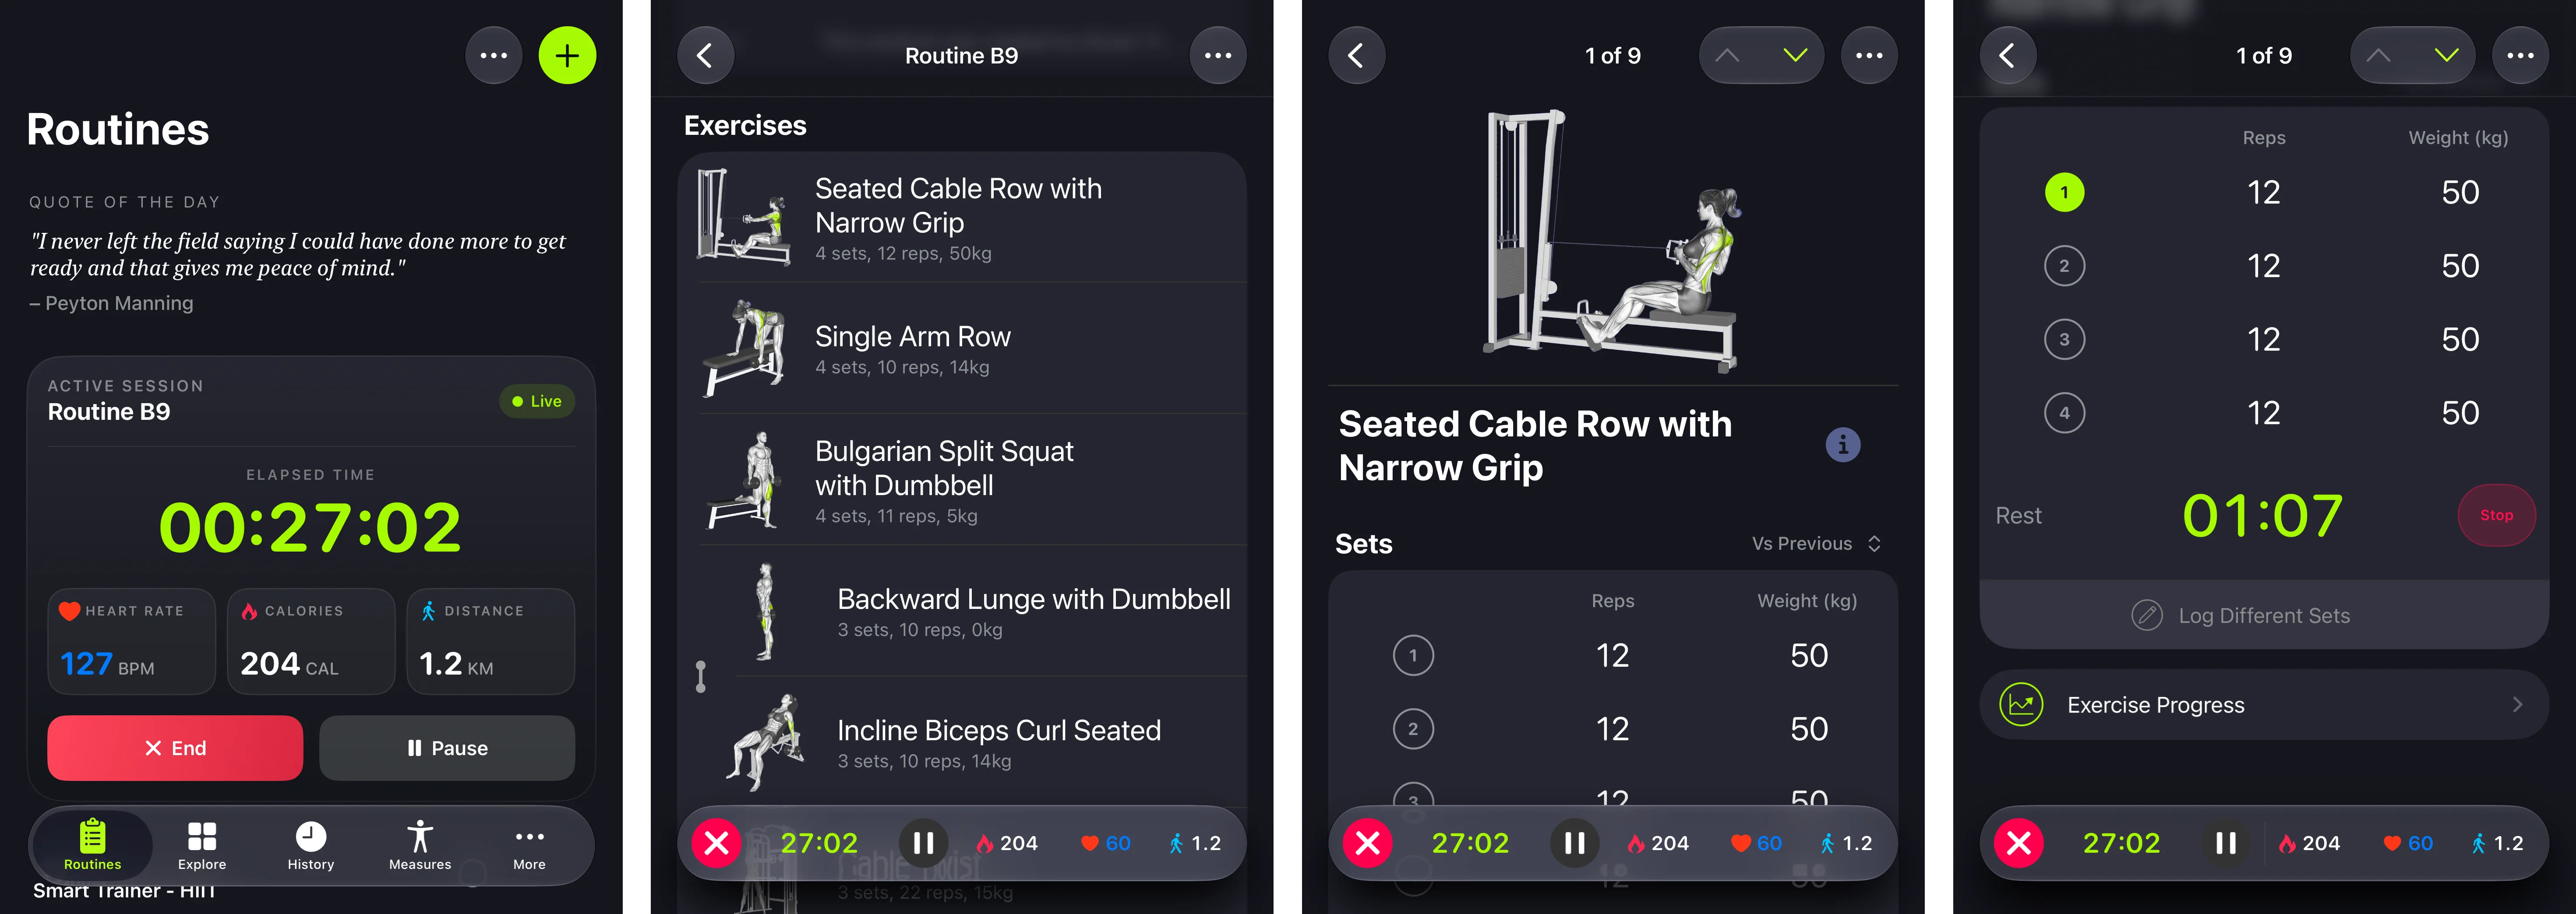 Routines
QUOTE OF THE DAY
"I never left the field saying I could have done more to get
ready and that gives me peace of mind."
– Peyton Manning
ACTIVE SESSION
Routine B9
Live
ELAPSED TIME
00:27:02
HEART RATE
127 BPM
CALORIES
204 CAL
DISTANCE
1.2 KM
End
Pause
Routines
Explore
History
Measures
More
Smart Trainer - HIIT
Routine B9
Exercises
Seated Cable Row with
Narrow Grip
4 sets, 12 reps, 50kg
Single Arm Row
4 sets, 10 reps, 14kg
Bulgarian Split Squat
with Dumbbell
4 sets, 11 reps, 5kg
Backward Lunge with Dumbbell
3 sets, 10 reps, 0kg
Incline Biceps Curl Seated
3 sets, 10 reps, 14kg
27:02
204
60
1.2
Cable Twist
3 sets, 22 reps, 15kg
1 of 9
Seated Cable Row with
Narrow Grip
Sets
Vs Previous
Reps
Weight (kg)
1 12 50
2 12 50
3 12 50
27:02
204
60
1.2
12
Narrow Grip
1 of 9
Reps
Weight (kg)
1 12 50
2 12 50
3 12 50
4 12 50
Rest
01:07
Stop
Log Different Sets
Exercise Progress
27:02
204
60
1.2